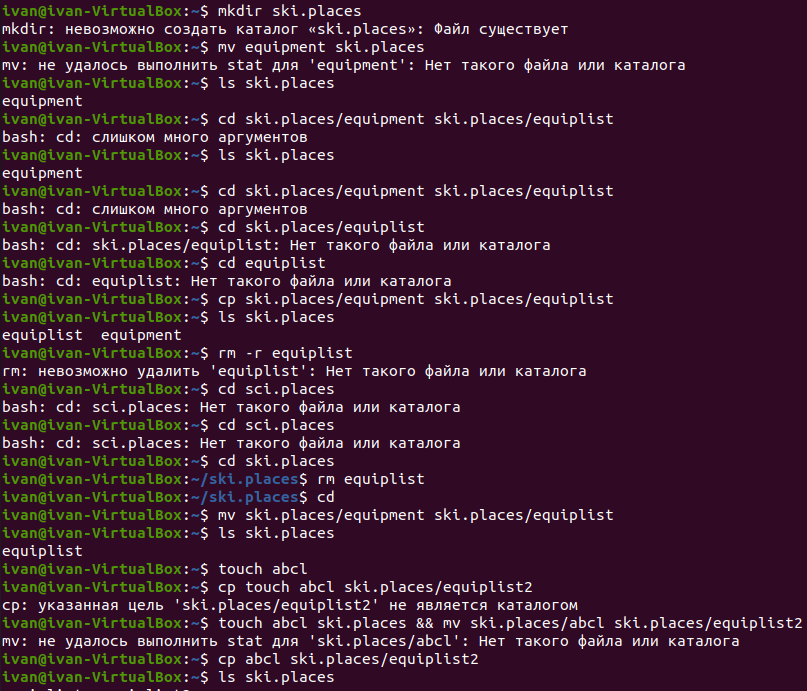 ivan@ivan-VirtualBox:~$ mkdir ski.places
mkdir: невозможно создать каталог «ski.places»: Файл существует
ivan@ivan-VirtualBox:~$ mv equipment ski.places
mv: не удалось выполнить stat для 'equipment': Нет такого файла или каталога
ivan@ivan-VirtualBox:~$ ls ski.places
equipment
ivan@ivan-VirtualBox:~$ cd ski.places/equipment ski.places/equiplist
bash: cd: слишком много аргументов
ivan@ivan-VirtualBox:~$ ls ski.places
equipment
ivan@ivan-VirtualBox:~$ cd ski.places/equipment ski.places/equiplist
bash: cd: слишком много аргументов
ivan@ivan-VirtualBox:~$ cd ski.places/equiplist
bash: cd: ski.places/equiplist: Нет такого файла или каталога
ivan@ivan-VirtualBox:~$ cd equiplist
bash: cd: equiplist: Нет такого файла или каталога
ivan@ivan-VirtualBox:~$ cp ski.places/equipment ski.places/equiplist
ivan@ivan-VirtualBox:~$ ls ski.places
equiplist  equipment
ivan@ivan-VirtualBox:~$ rm -r equiplist
rm: невозможно удалить 'equiplist': Нет такого файла или каталога
ivan@ivan-VirtualBox:~$ cd sci.places
bash: cd: sci.places: Нет такого файла или каталога
ivan@ivan-VirtualBox:~$ cd sci.places
bash: cd: sci.places: Нет такого файла или каталога
ivan@ivan-VirtualBox:~$ cd ski.places
ivan@ivan-VirtualBox:~/ski.places$ rm equiplist
ivan@ivan-VirtualBox:~/ski.places$ cd
ivan@ivan-VirtualBox:~$ mv ski.places/equipment ski.places/equiplist
ivan@ivan-VirtualBox:~$ ls ski.places
equiplist
ivan@ivan-VirtualBox:~$ touch abcl
ivan@ivan-VirtualBox:~$ cp touch abcl ski.places/equiplist2
cp: указанная цель 'ski.places/equiplist2' не является каталогом
ivan@ivan-VirtualBox:~$ touch abcl ski.places && mv ski.places/abcl ski.places/equiplist2
mv: не удалось выполнить stat для 'ski.places/abcl': Нет такого файла или каталога
ivan@ivan-VirtualBox:~$ cp abcl ski.places/equiplist2
ivan@ivan-VirtualBox:~$ ls ski.places